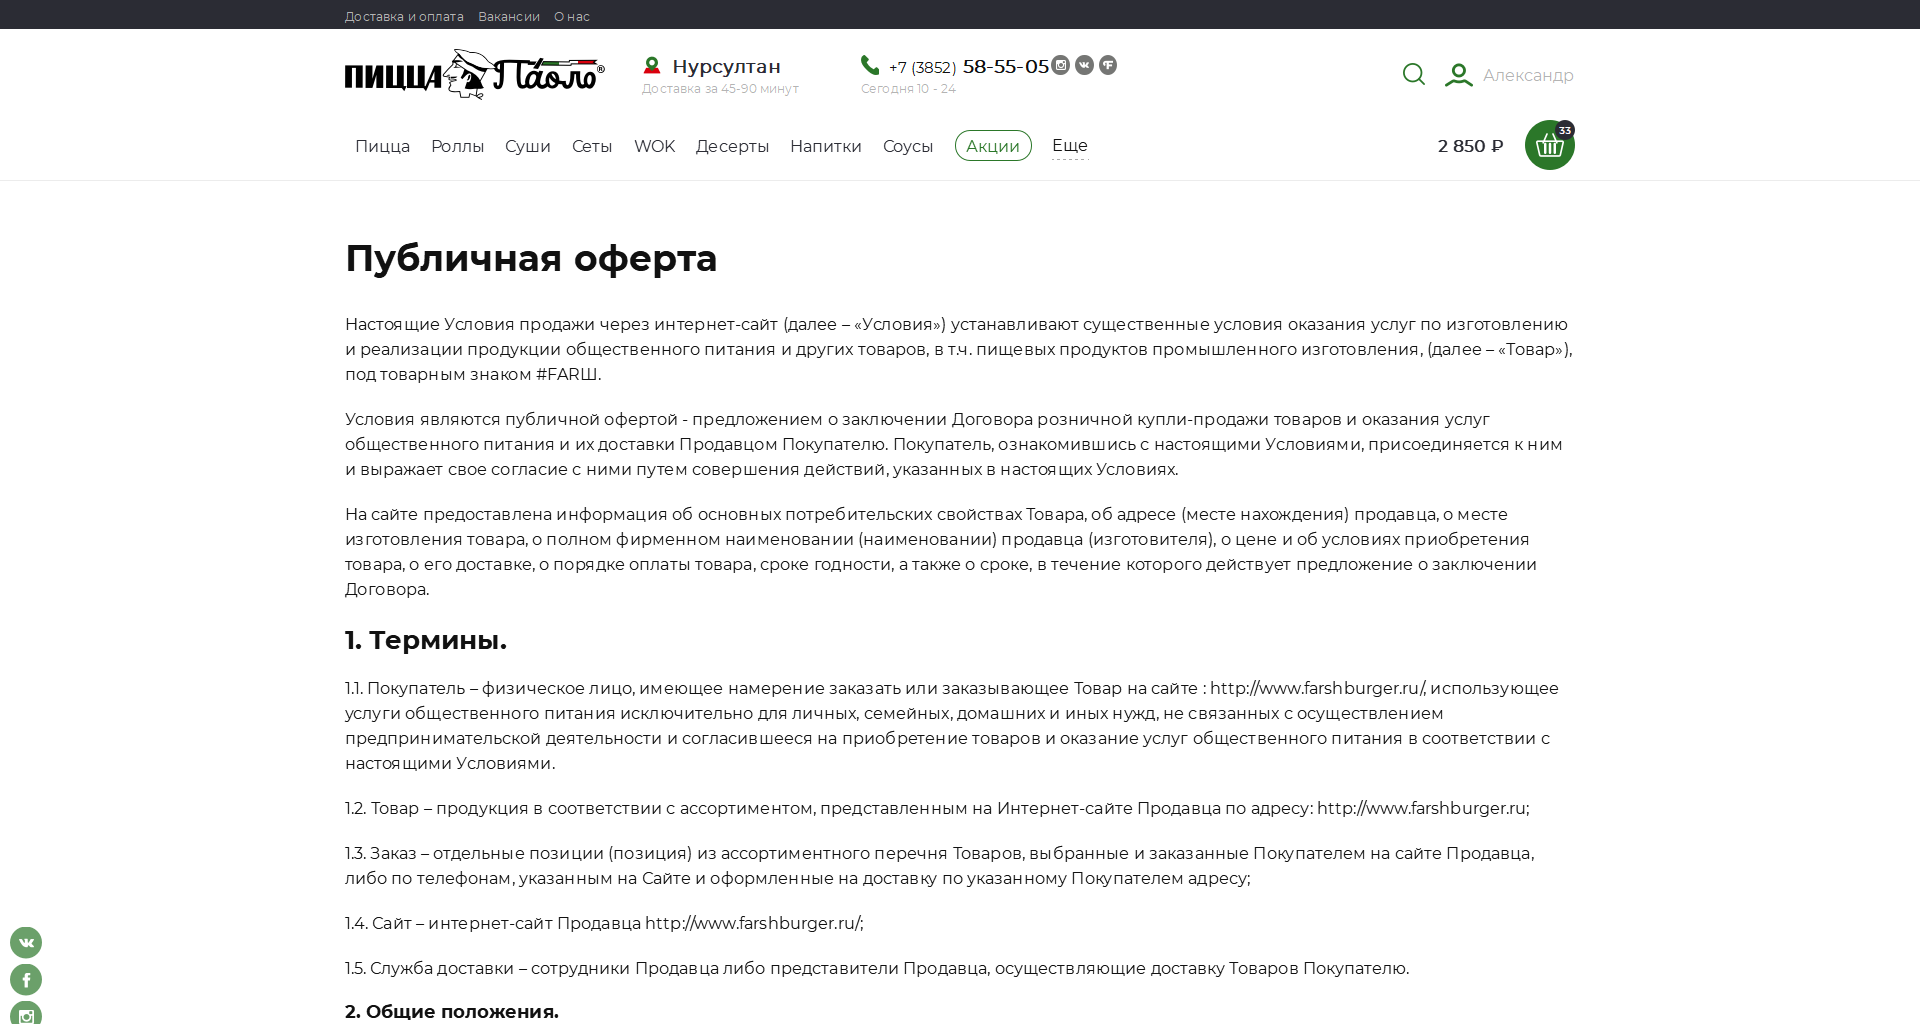 Доставка и оплата Вакансии О нас
ПИЦЦА Пáоло®
Нурсултан
Доставка за 45-90 минут
+7 (3852) 58-55-05
Сегодня 10 - 24
Александр
Пицца Роллы Суши Сеты WOK Десерты Напитки Соусы Акции Еще
2 850 ₽
33
Публичная оферта
Настоящие Условия продажи через интернет-сайт (далее – «Условия») устанавливают существенные условия оказания услуг по изготовлению
и реализации продукции общественного питания и других товаров, в т.ч. пищевых продуктов промышленного изготовления, (далее – «Товар»),
под товарным знаком #FARШ.
Условия являются публичной офертой - предложением о заключении Договора розничной купли-продажи товаров и оказания услуг
общественного питания и их доставки Продавцом Покупателю. Покупатель, ознакомившись с настоящими Условиями, присоединяется к ним
и выражает свое согласие с ними путем совершения действий, указанных в настоящих Условиях.
На сайте предоставлена информация об основных потребительских свойствах Товара, об адресе (месте нахождения) продавца, о месте
изготовления товара, о полном фирменном наименовании (наименовании) продавца (изготовителя), о цене и об условиях приобретения
товара, о его доставке, о порядке оплаты товара, сроке годности, а также о сроке, в течение которого действует предложение о заключении
Договора.
1. Термины.
1.1. Покупатель – физическое лицо, имеющее намерение заказать или заказывающее Товар на сайте : http://www.farshburger.ru/, использующее
услуги общественного питания исключительно для личных, семейных, домашних и иных нужд, не связанных с осуществлением
предпринимательской деятельности и согласившееся на приобретение товаров и оказание услуг общественного питания в соответствии с
настоящими Условиями.
1.2. Товар – продукция в соответствии с ассортиментом, представленным на Интернет-сайте Продавца по адресу: http://www.farshburger.ru;
1.3. Заказ – отдельные позиции (позиция) из ассортиментного перечня Товаров, выбранные и заказанные Покупателем на сайте Продавца,
либо по телефонам, указанным на Сайте и оформленные на доставку по указанному Покупателем адресу;
1.4. Сайт – интернет-сайт Продавца http://www.farshburger.ru/;
1.5. Служба доставки – сотрудники Продавца либо представители Продавца, осуществляющие доставку Товаров Покупателю.
2. Общие положения.